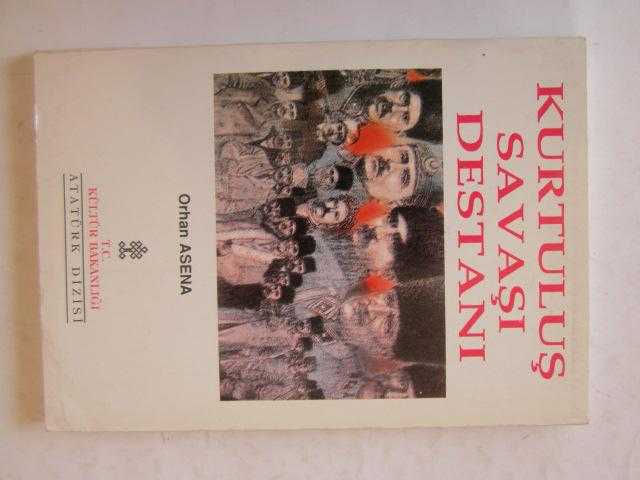 KURTULUŞ
SAVAŞI
DESTANI
Orhan ASENA
T.C.
KÜLTÜR BAKANLIĞI
ATATÜRK DİZİSİ